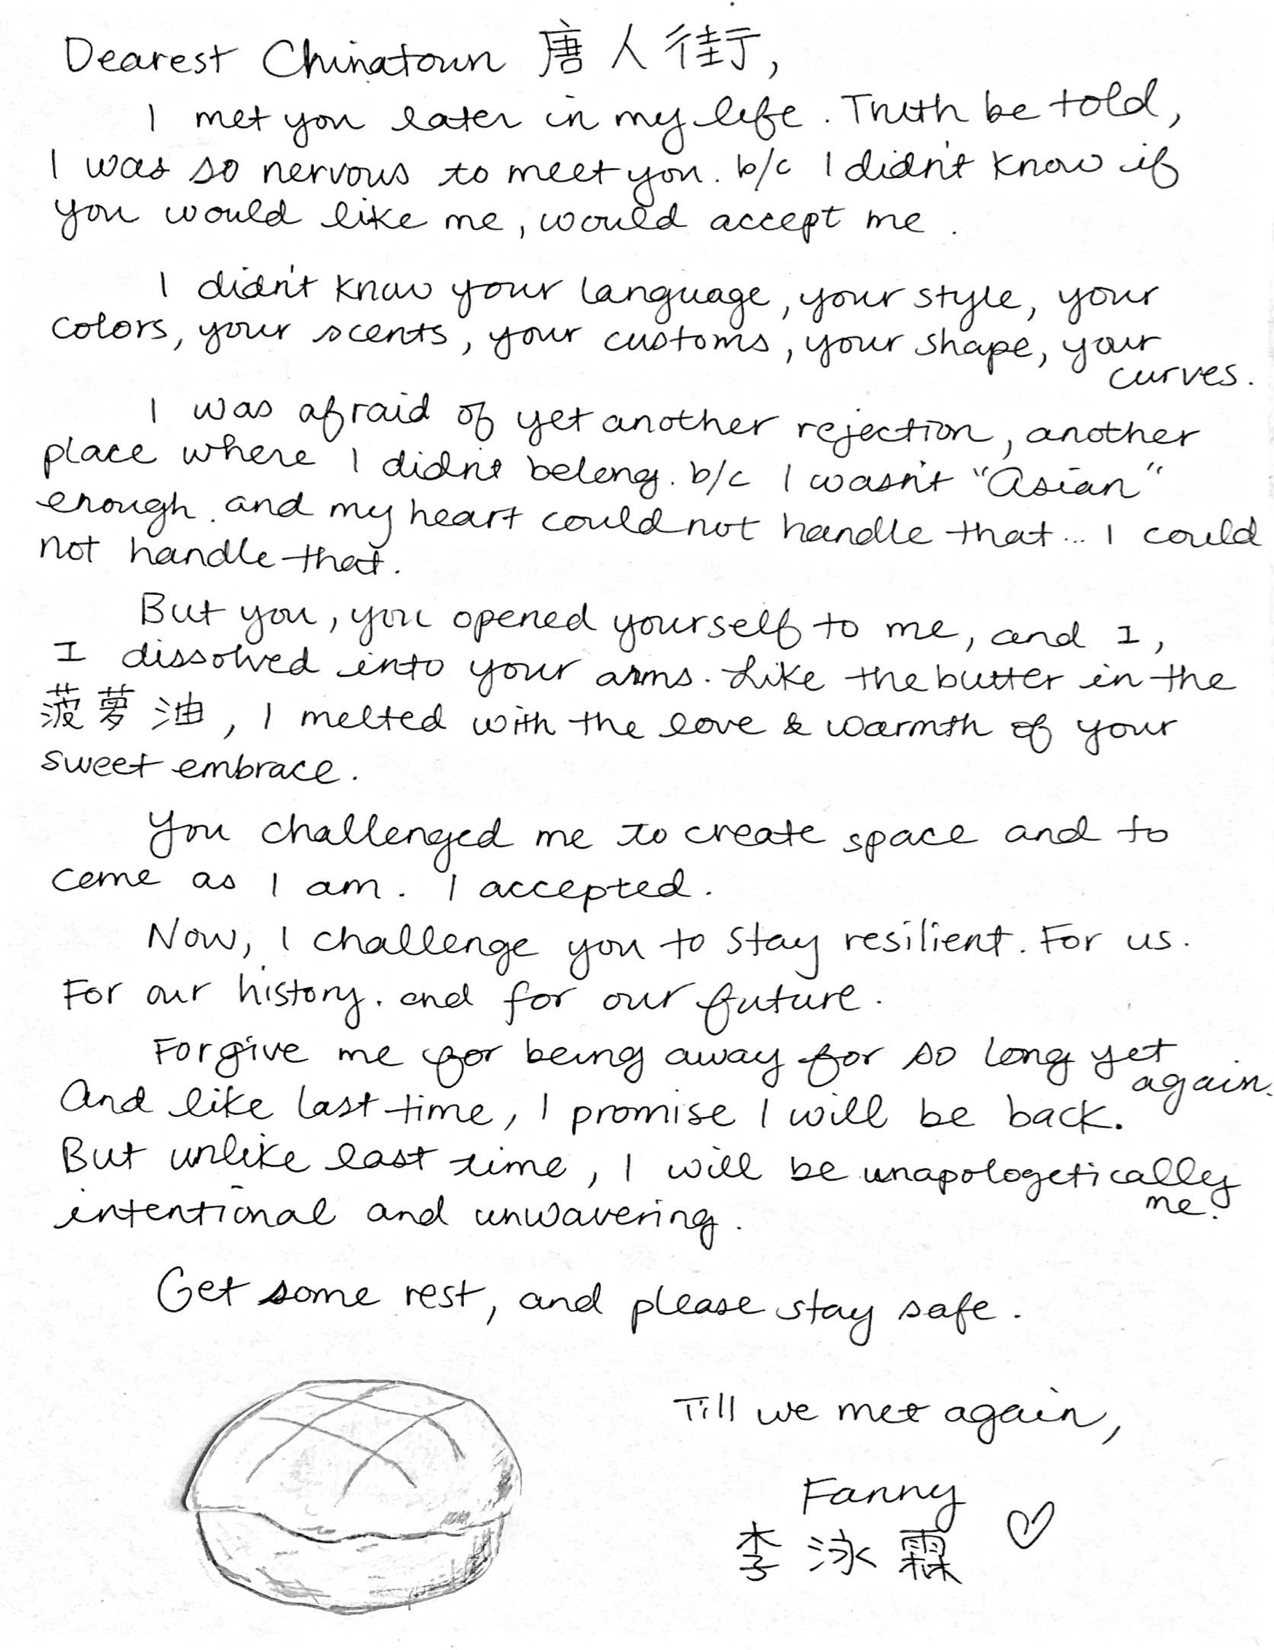 Dearest Chinatown 唐人街,
I met you later in my life. Truth be told,
I was so nervous to meet you. b/c I didn't know if
you would like me, would accept me.
I didn't know your language, your style, your
colors, your scents, your customs, your shape, your
curves.
I was afraid of yet another rejection, another
place where I didn't belong. b/c I wasn't "Asian"
enough. and my heart could not handle that... I could
not handle that.
But you, you opened yourself to me, and I,
I dissolved into your arms. Like the butter in the
菠萝油, I melted with the love & warmth of your
sweet embrace.
You challenged me to create space and to
come as I am. I accepted.
Now, I challenge you to stay resilient. For us.
For our history. and for our future.
Forgive me for being away for so long yet
again.
And like last time, I promise I will be back.
But unlike last time, I will be unapologetically
me.
intentional and unwavering.
Get some rest, and please stay safe.
Till we met again,
Fanny
李泳霖